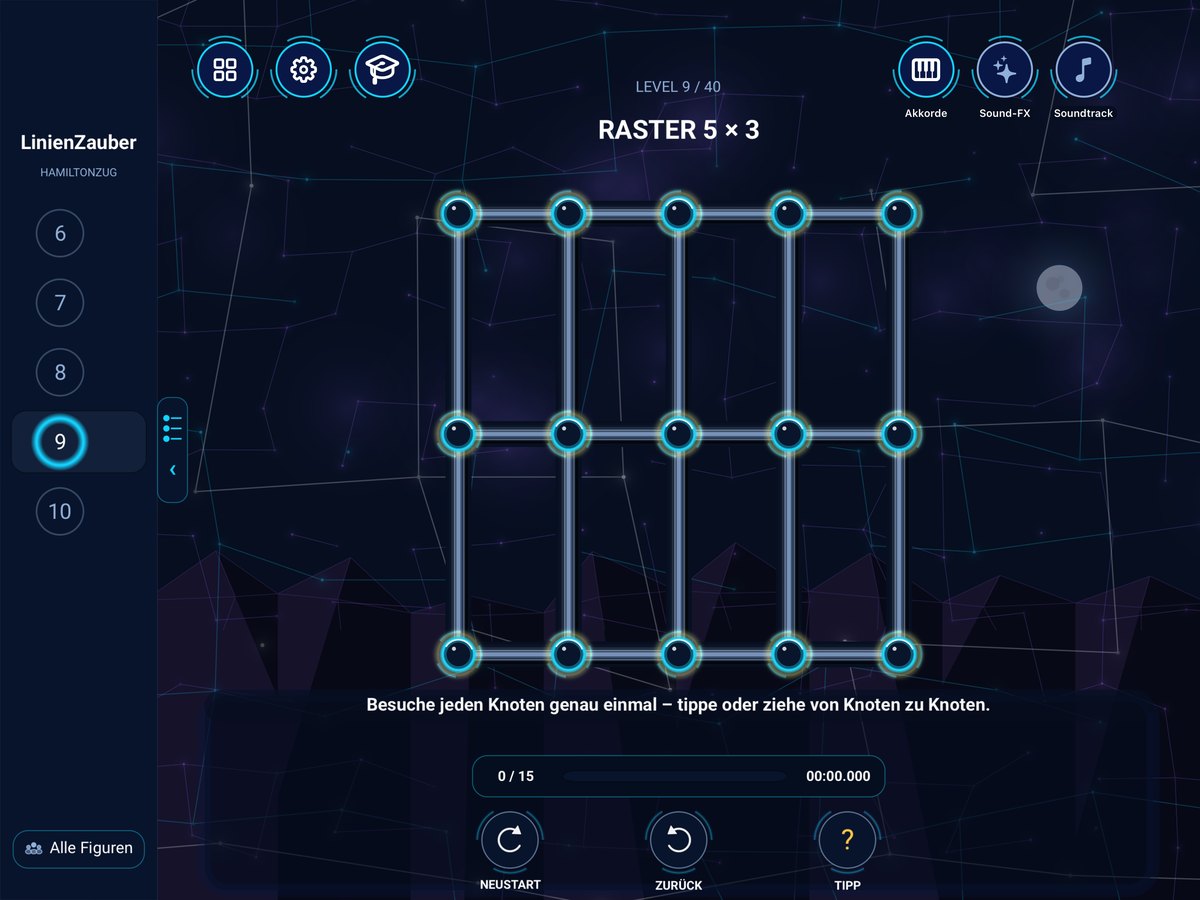 LEVEL 9 / 40
RASTER 5 × 3
Akkorde
Sound-FX
Soundtrack
LinienZauber
HAMILTONZUG
6
7
8
9
10
Alle Figuren
Besuche jeden Knoten genau einmal – tippe oder ziehe von Knoten zu Knoten.
0 / 15
00:00.000
NEUSTART
ZURÜCK
?
TIPP